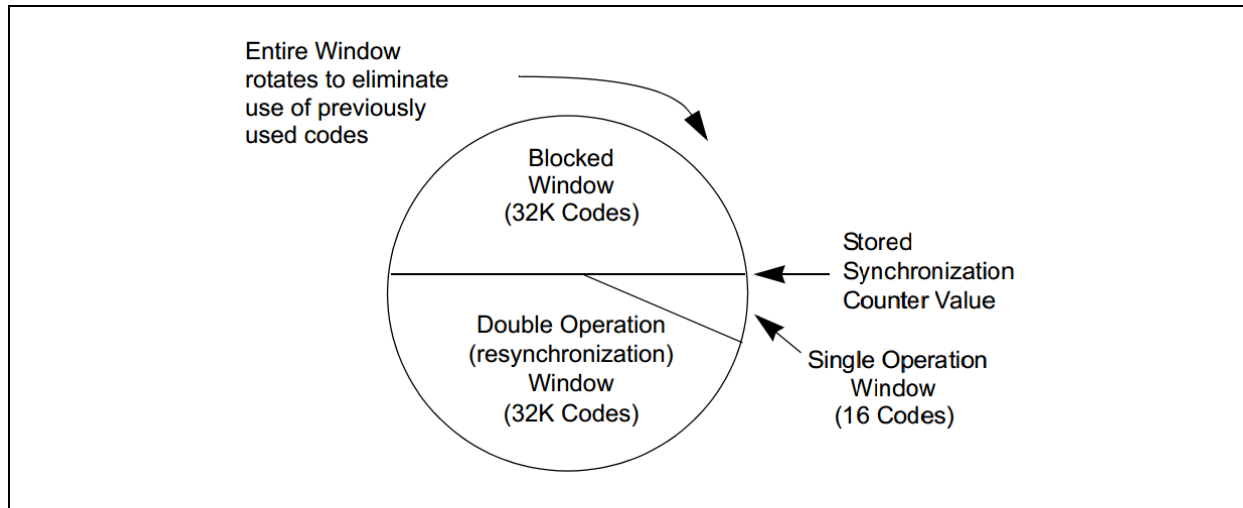 Entire Window
rotates to eliminate
use of previously
used codes
Blocked
Window
(32K Codes)
Stored
Synchronization
Counter Value
Double Operation
(resynchronization)
Window
(32K Codes)
Single Operation
Window
(16 Codes)